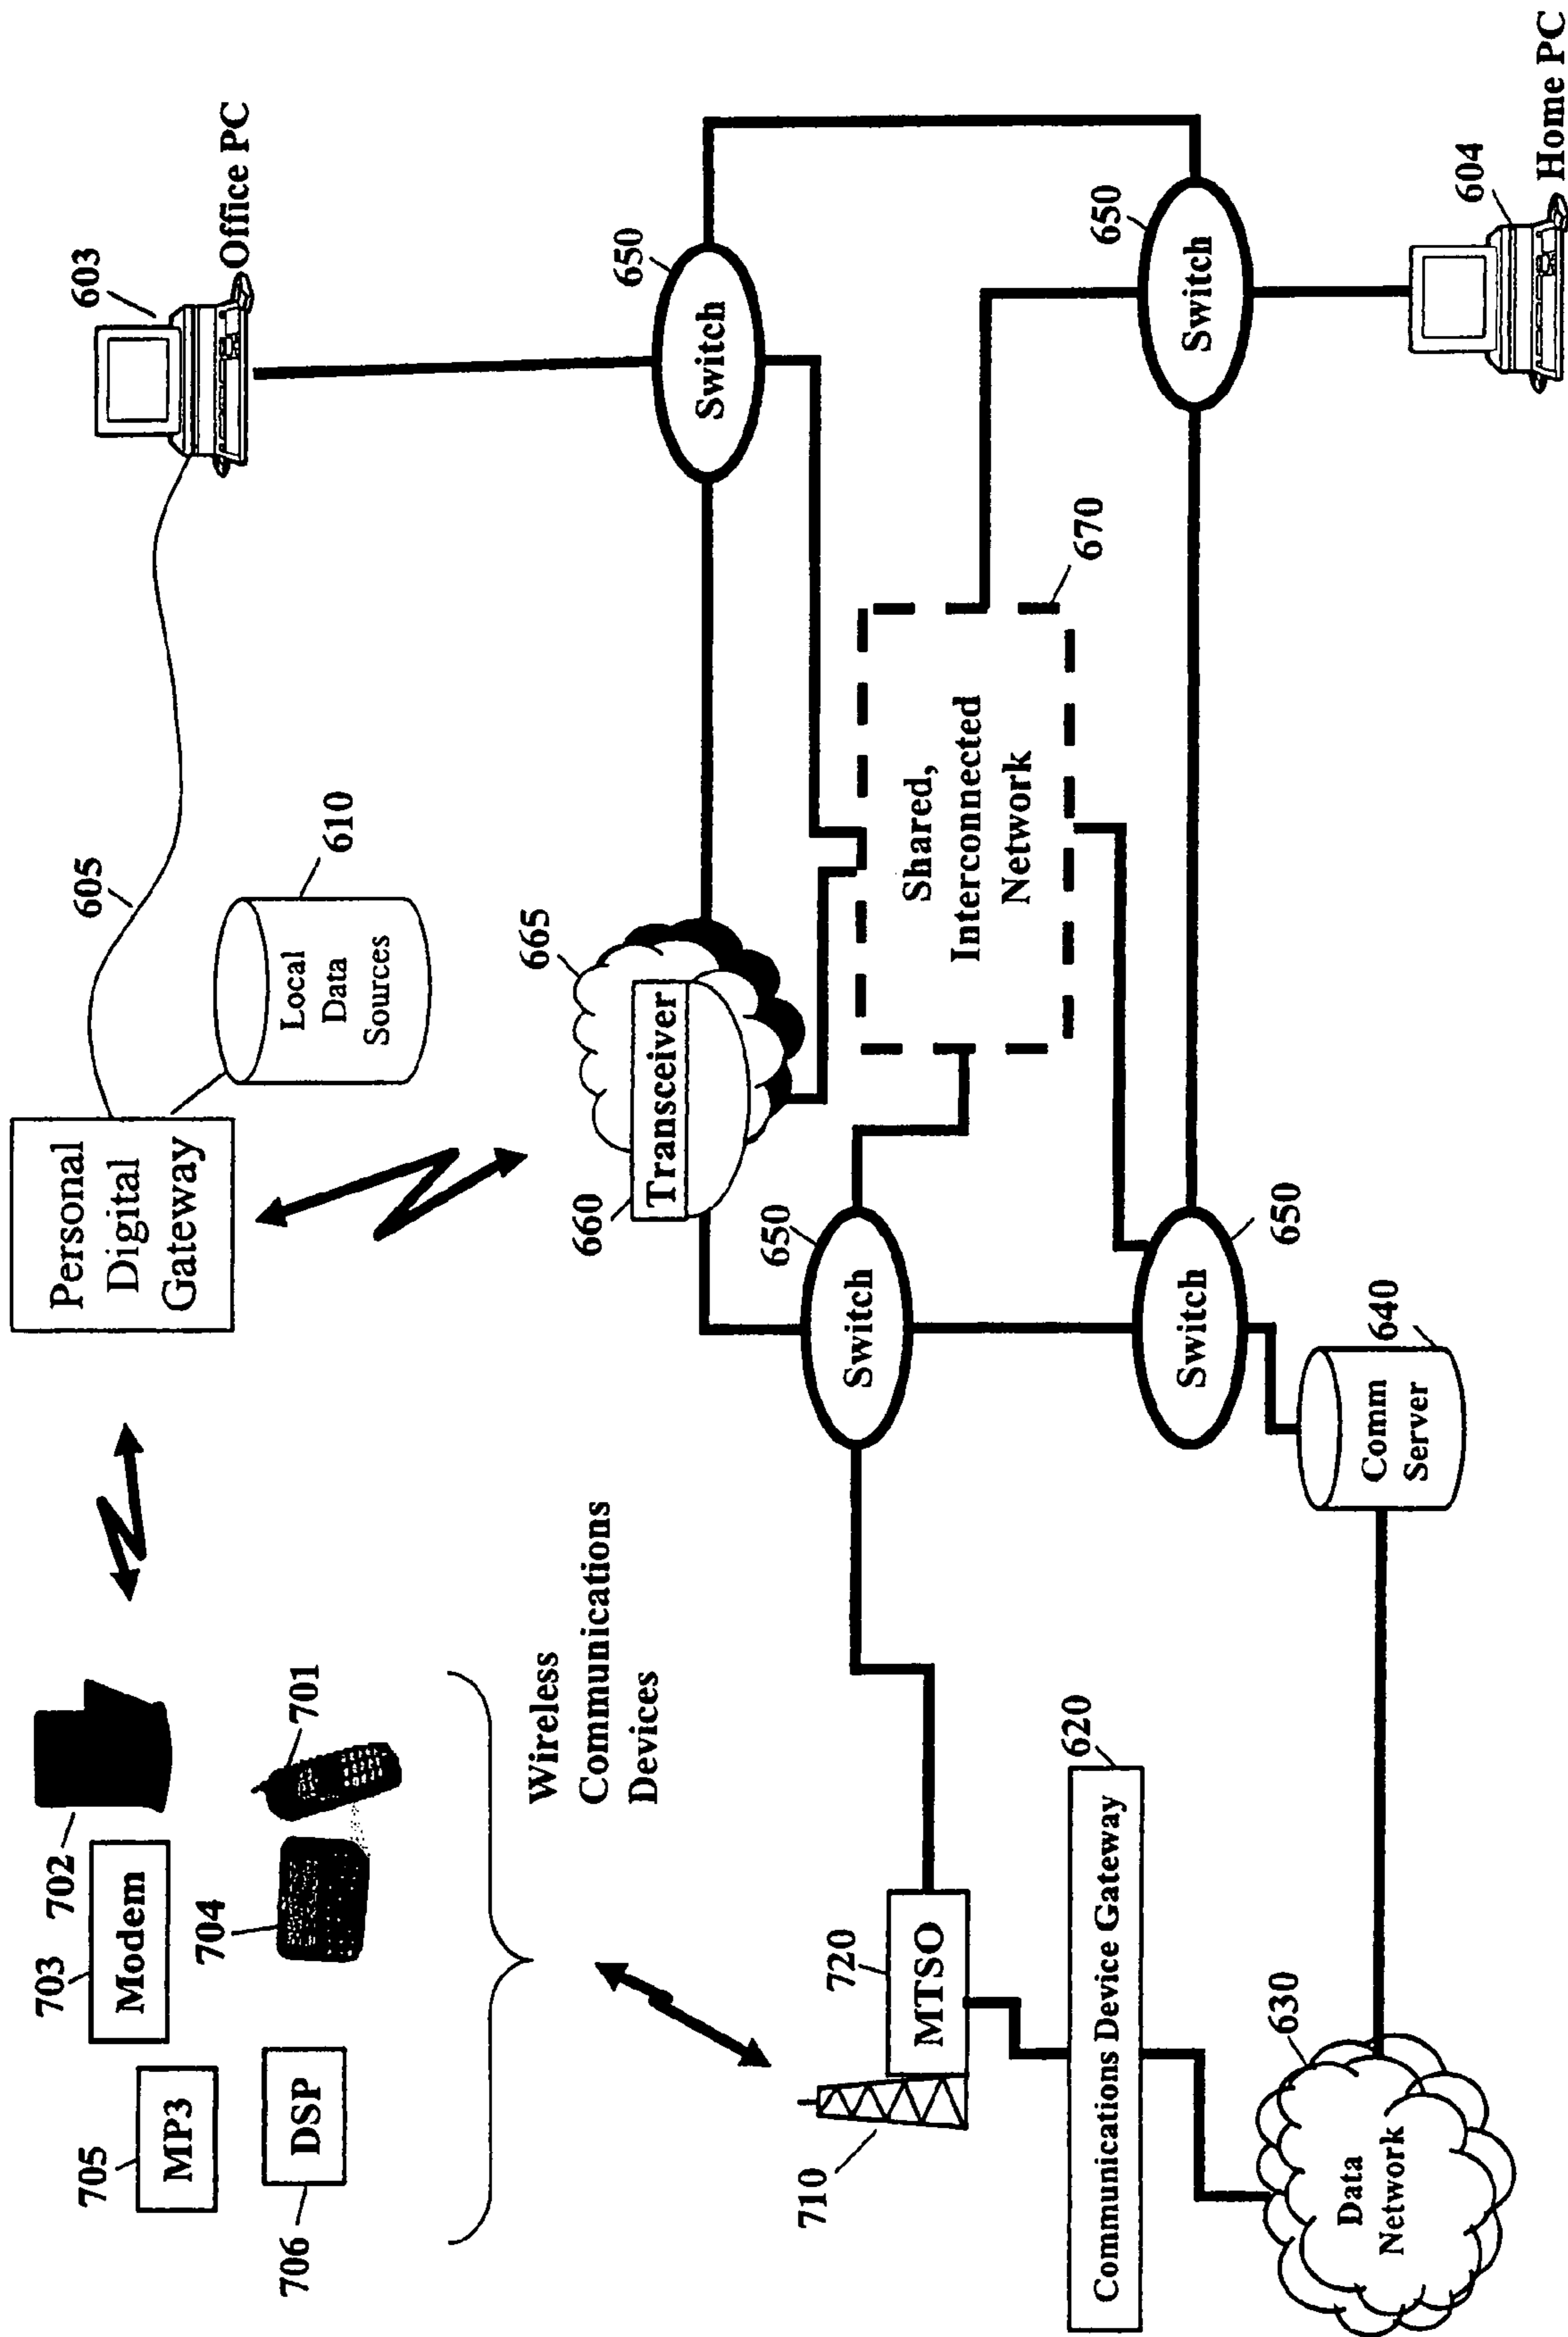 705
MP3
703
Modem
702
706
DSP
704
701
Wireless
Communications
Devices
Personal
Digital
Gateway
605
Local
Data
Sources
610
603
Office PC
710
720
MTSO
660
Transceiver
665
650
Switch
650
Switch
Shared,
Interconnected
Network
670
620
Communications Device Gateway
650
Switch
650
Switch
630
Data
Network
640
Comm
Server
604
Home PC